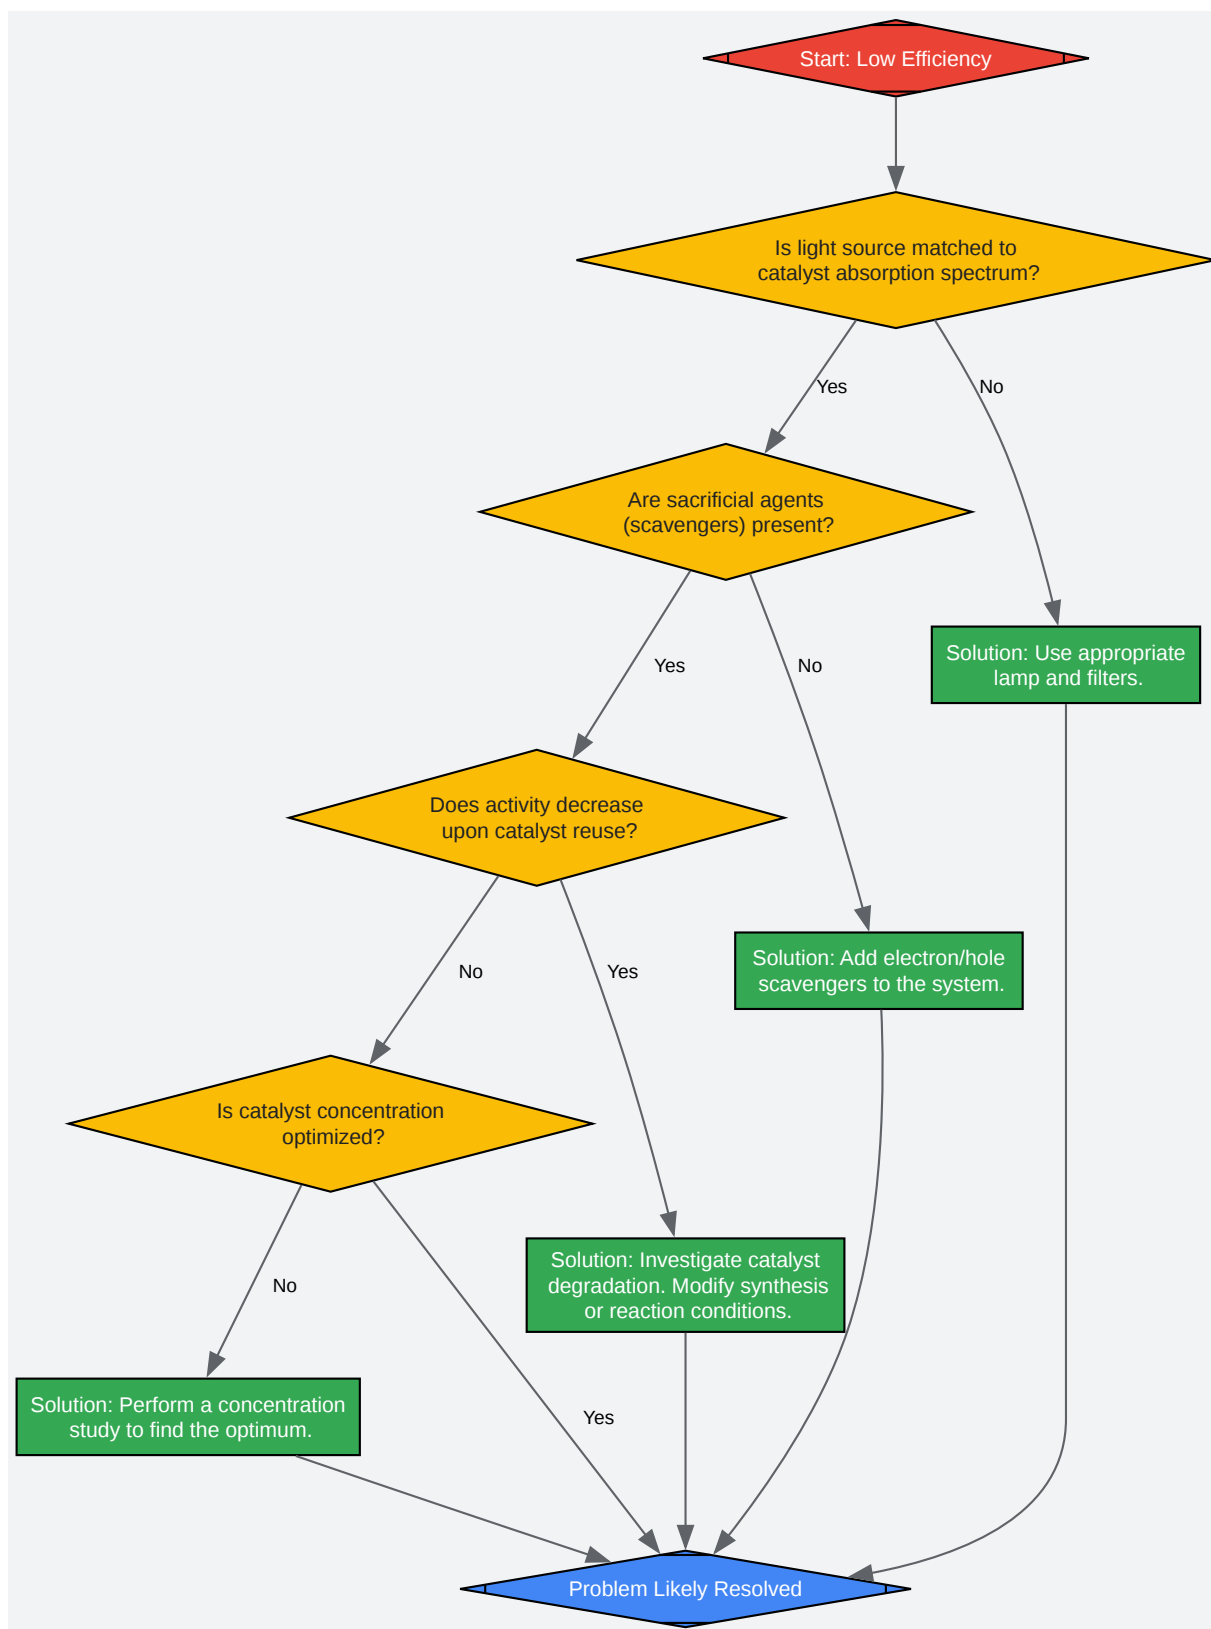 Start: Low Efficiency
Is light source matched to
catalyst absorption spectrum?
Yes
No
Are sacrificial agents
(scavengers) present?
Yes
No
Solution: Use appropriate
lamp and filters.
Does activity decrease
upon catalyst reuse?
No
Yes
Solution: Add electron/hole
scavengers to the system.
Is catalyst concentration
optimized?
No
Yes
Solution: Investigate catalyst
degradation. Modify synthesis
or reaction conditions.
Solution: Perform a concentration
study to find the optimum.
Problem Likely Resolved